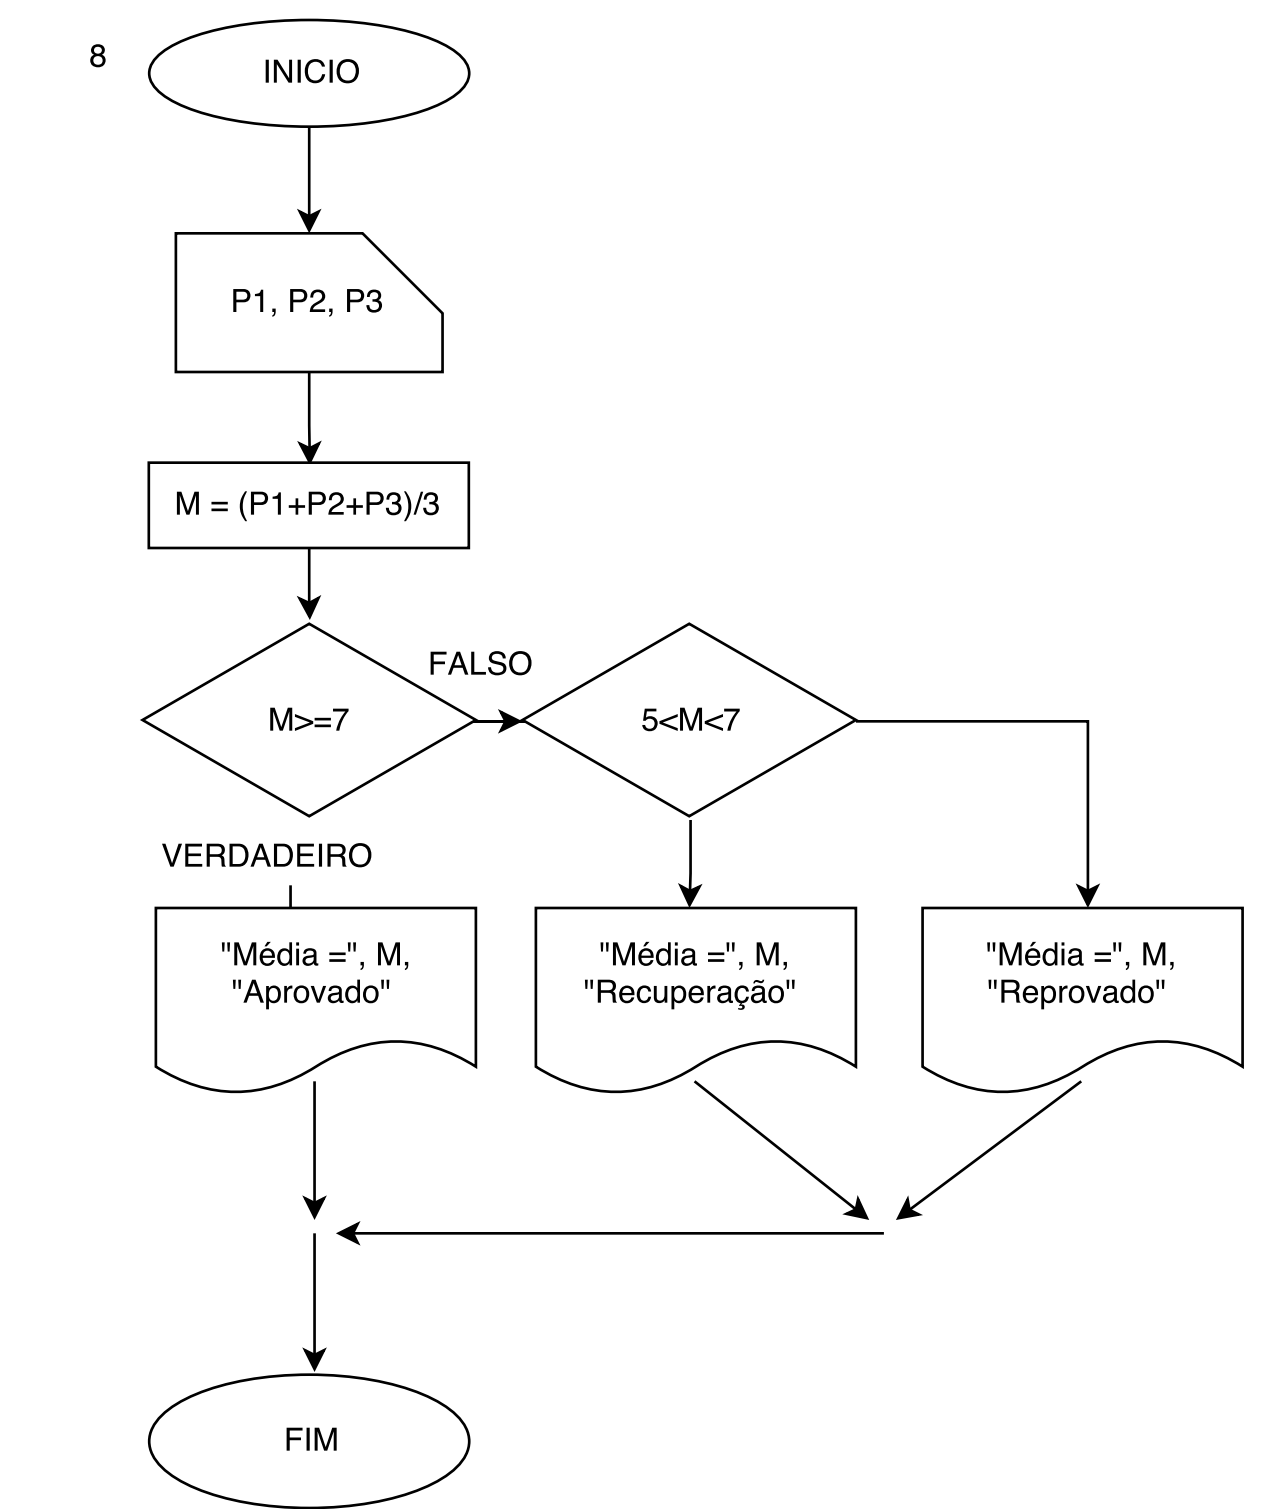 8
INICIO
P1, P2, P3
M = (P1+P2+P3)/3
FALSO
M>=7
5<M<7
VERDADEIRO
"Média =", M,
"Aprovado"
"Média =", M,
"Recuperação"
"Média =", M,
"Reprovado"
FIM